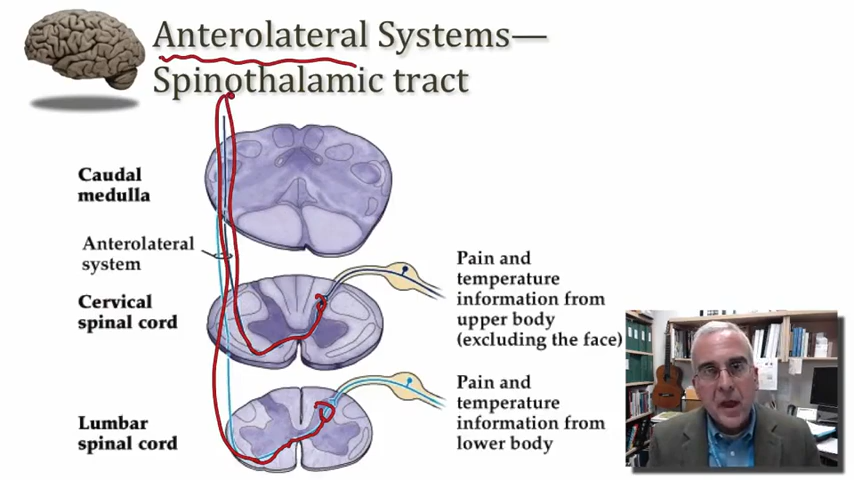 Anterolateral Systems—
Spinothalamic tract
Caudal
medulla
Anterolateral
system
Cervical
spinal cord
Pain and
temperature
information from
upper body
(excluding the face)
Lumbar
spinal cord
Pain and
temperature
information from
lower body